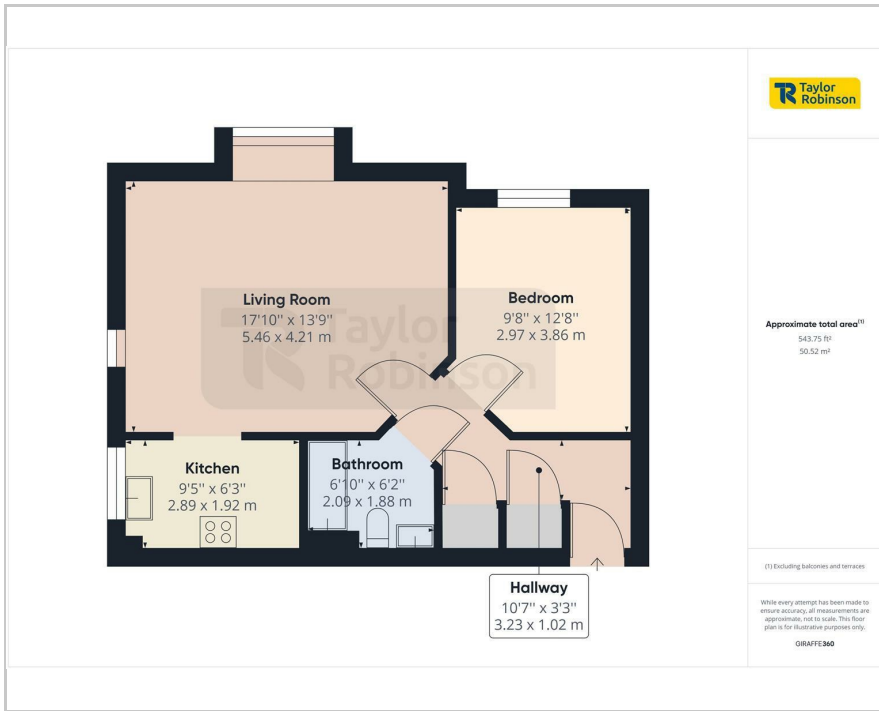 Taylor
Robinson
Living Room
17'10" x 13'9"
5.46 x 4.21 m
Bedroom
9'8" x 12'8"
2.97 x 3.86 m
Taylor
Robinson
Kitchen
9'5" x 6'3"
2.89 x 1.92 m
Bathroom
6'10" x 6'2"
2.09 x 1.88 m
Hallway
10'7" x 3'3"
3.23 x 1.02 m
Approximate total area(1)
543.75 ft²
50.52 m²
(1) Excluding balconies and terraces
While every attempt has been made to
ensure accuracy, all measurements are
approximate, not to scale. This floor
plan is for illustrative purposes only.
GIRAFFE360